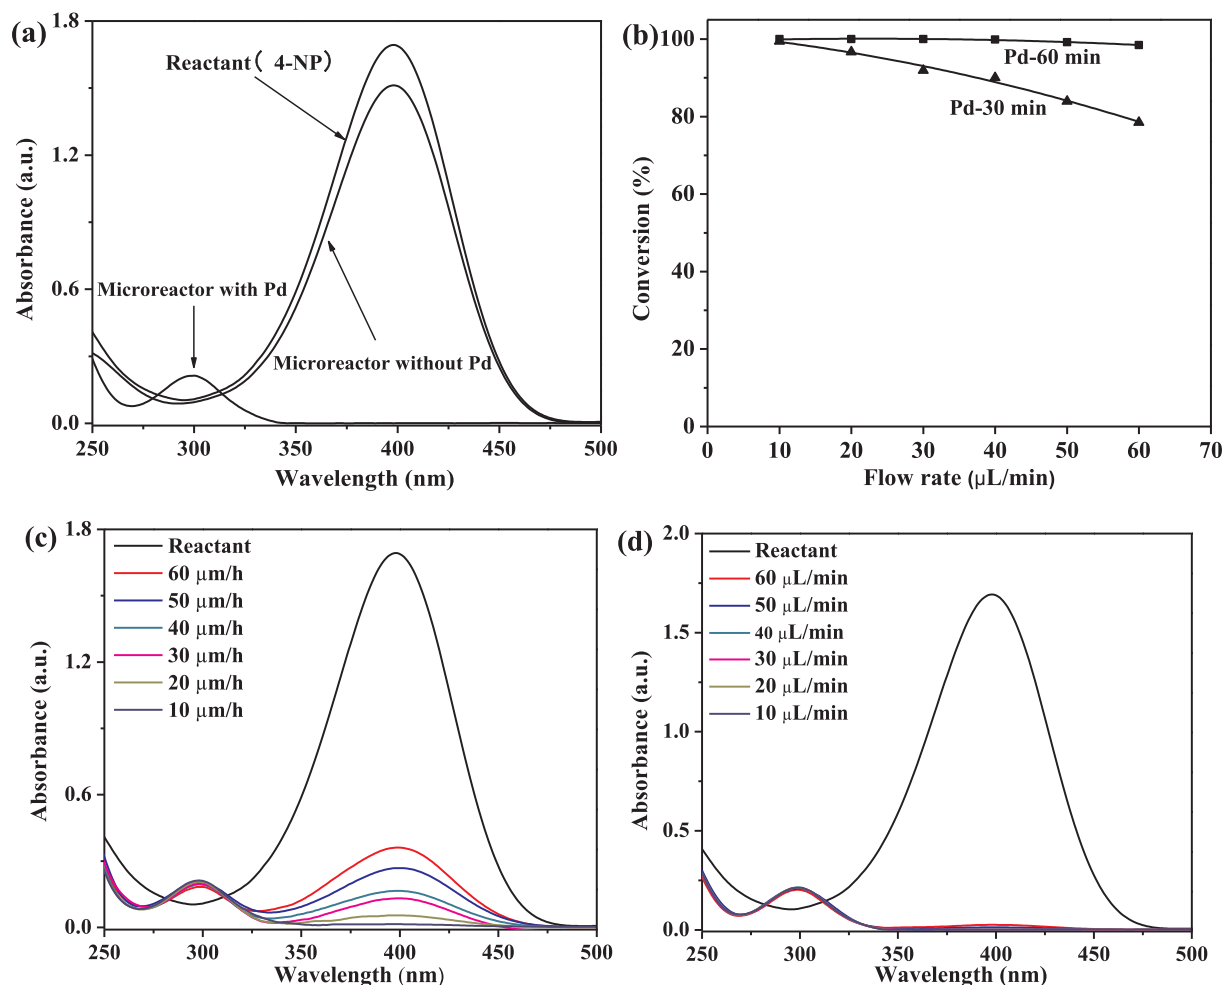 (a)
1.8
1.2
0.6
0.0
Absorbance (a.u.)
Reactant( 4-NP)
Microreactor with Pd
Microreactor without Pd
250 300 350 400 450 500
Wavelength (nm)
(b)
100
80
60
40
20
0
Conversion (%)
Pd-60 min
Pd-30 min
0 10 20 30 40 50 60 70
Flow rate (μL/min)
(c)
1.8
1.2
0.6
0.0
Absorbance (a.u.)
Reactant
60 μm/h
50 μm/h
40 μm/h
30 μm/h
20 μm/h
10 μm/h
250 300 350 400 450 500
Wavelength (nm)
(d)
2.0
1.5
1.0
0.5
0.0
Absorbance (a.u.)
Reactant
60 μL/min
50 μL/min
40 μL/min
30 μL/min
20 μL/min
10 μL/min
250 300 350 400 450 500
Wavelength (nm)